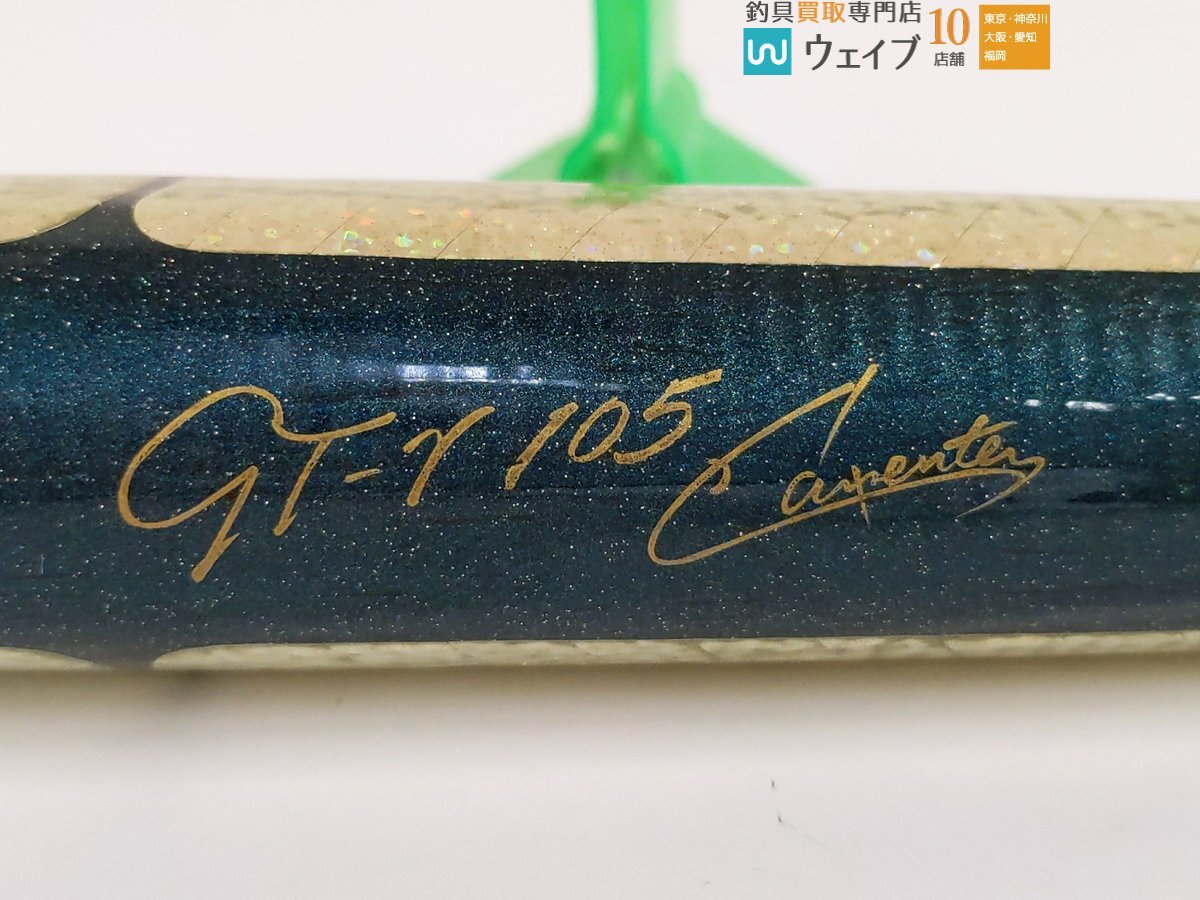 釣具買取専門店
ウェイブ
10
店舗
東京・神奈川
大阪・愛知
福岡
GT-γ 105 Carpenter